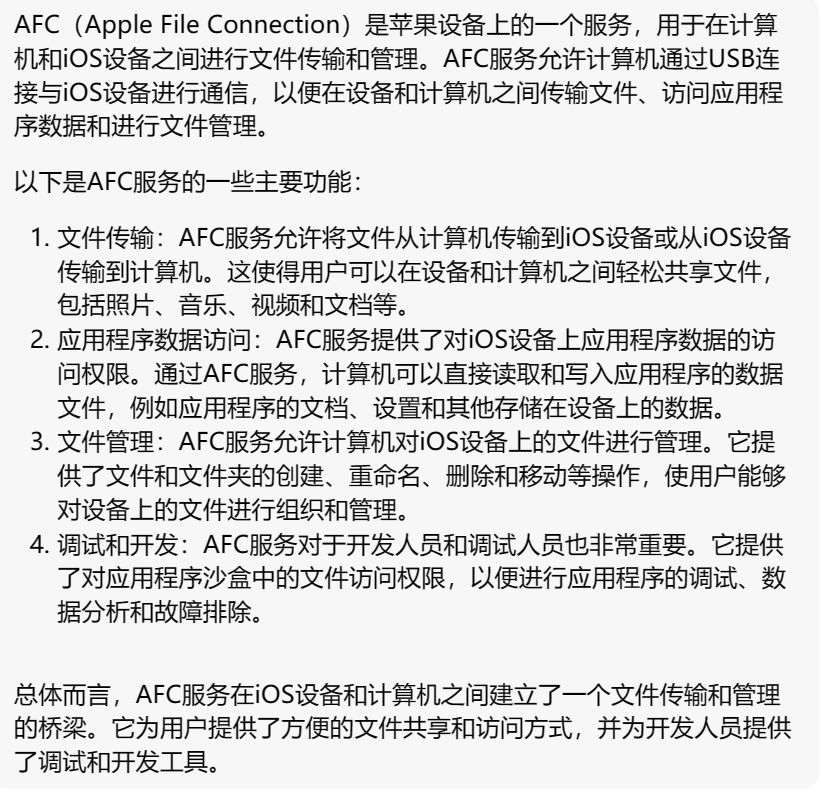 AFC（Apple File Connection）是苹果设备上的一个服务，用于在计算
机和iOS设备之间进行文件传输和管理。AFC服务允许计算机通过USB连
接与iOS设备进行通信，以便在设备和计算机之间传输文件、访问应用程
序数据和进行文件管理。
以下是AFC服务的一些主要功能：
1. 文件传输：AFC服务允许将文件从计算机传输到iOS设备或从iOS设备
传输到计算机。这使得用户可以在设备和计算机之间轻松共享文件，
包括照片、音乐、视频和文档等。
2. 应用程序数据访问：AFC服务提供了对iOS设备上应用程序数据的访
问权限。通过AFC服务，计算机可以直接读取和写入应用程序的数据
文件，例如应用程序的文档、设置和其他存储在设备上的数据。
3. 文件管理：AFC服务允许计算机对iOS设备上的文件进行管理。它提
供了文件和文件夹的创建、重命名、删除和移动等操作，使用户能够
对设备上的文件进行组织和管理。
4. 调试和开发：AFC服务对于开发人员和调试人员也非常重要。它提供
了对应用程序沙盒中的文件访问权限，以便进行应用程序的调试、数
据分析和故障排除。
总体而言，AFC服务在iOS设备和计算机之间建立了一个文件传输和管理
的桥梁。它为用户提供了方便的文件共享和访问方式，并为开发人员提供
了调试和开发工具。